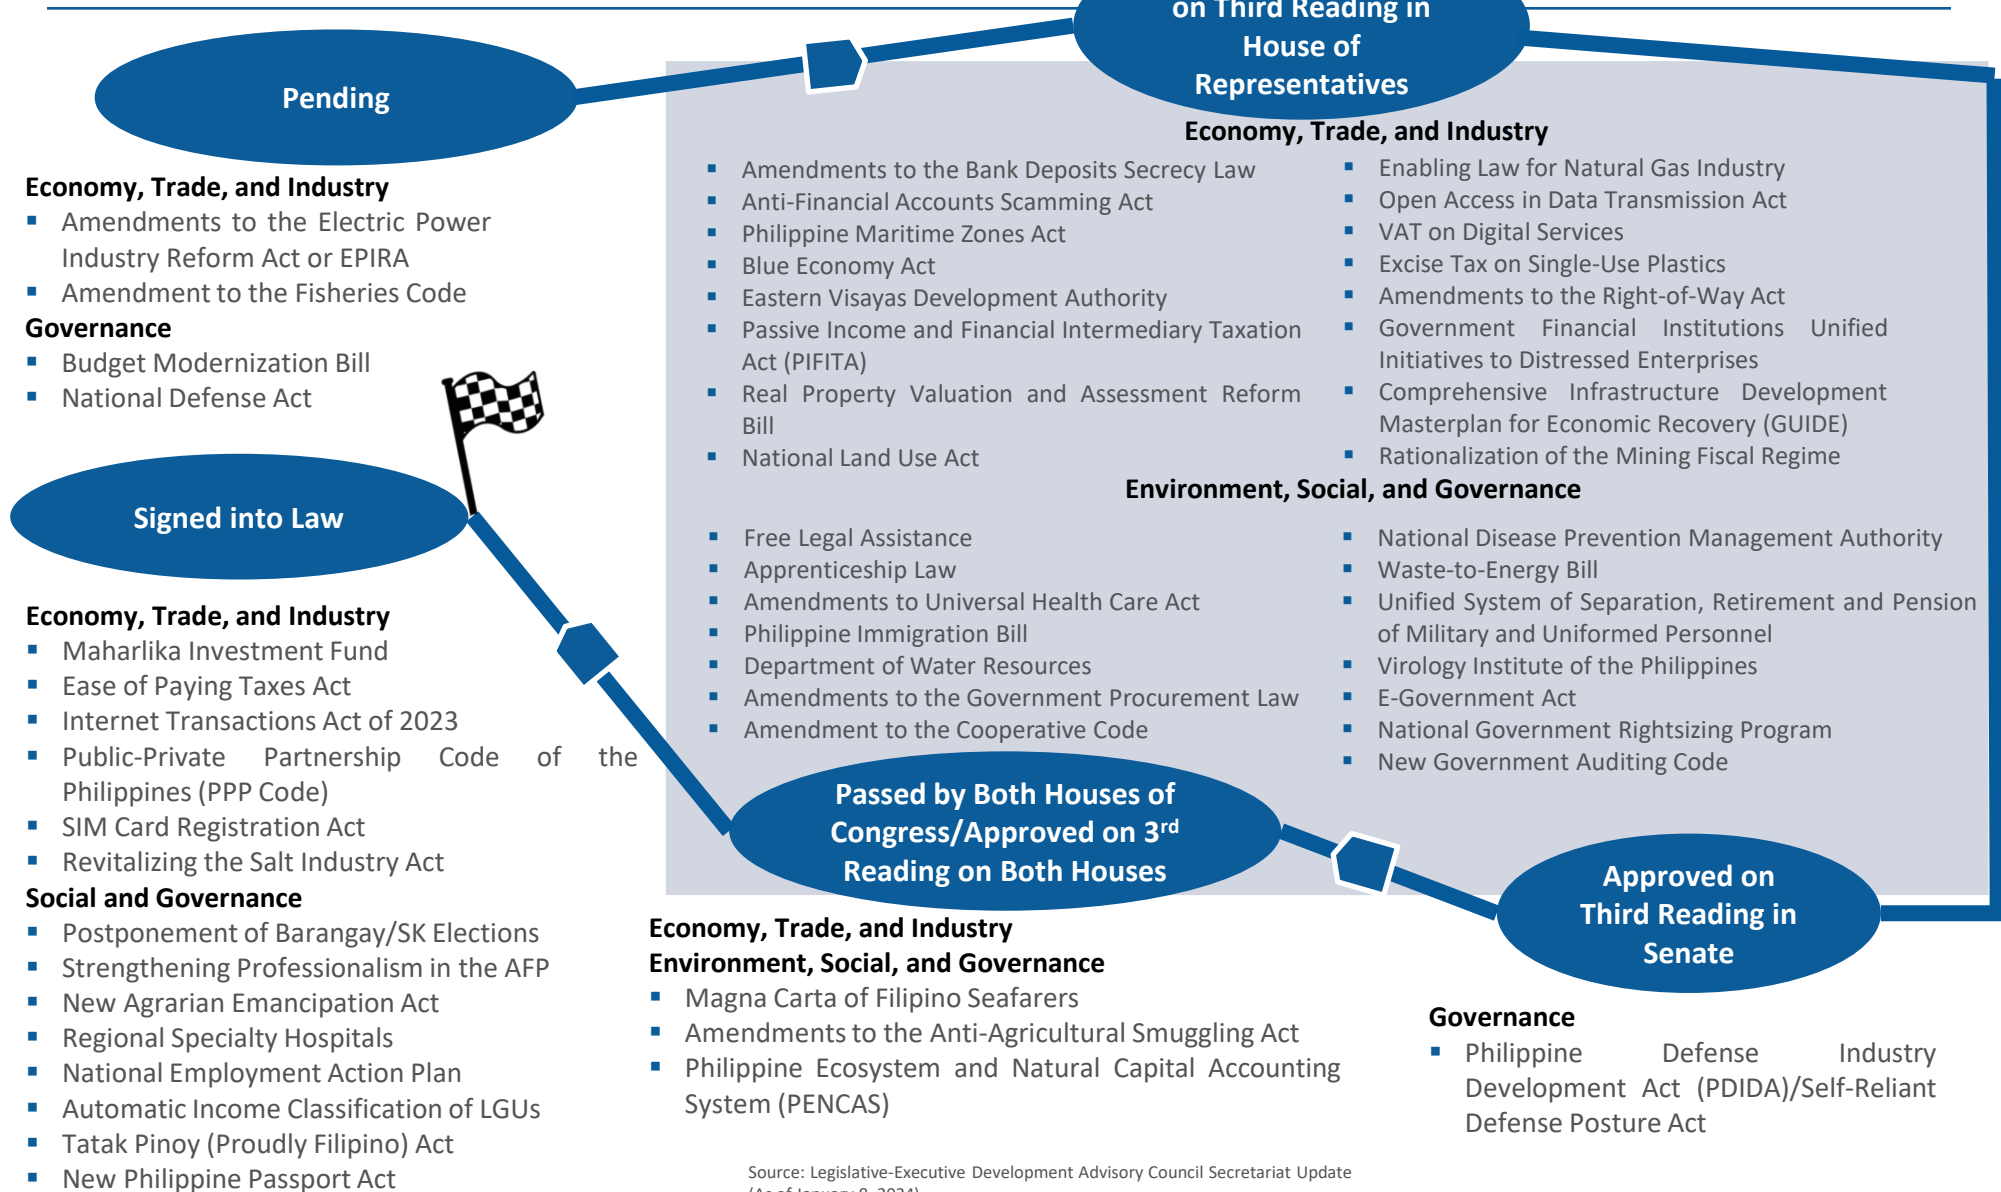 on Third Reading in
House of
Representatives
Pending
Economy, Trade, and Industry
▪ Amendments to the Electric Power
Industry Reform Act or EPIRA
▪ Amendment to the Fisheries Code
Governance
▪ Budget Modernization Bill
▪ National Defense Act
Economy, Trade, and Industry
▪ Amendments to the Bank Deposits Secrecy Law
▪ Anti-Financial Accounts Scamming Act
▪ Philippine Maritime Zones Act
▪ Blue Economy Act
▪ Eastern Visayas Development Authority
▪ Passive Income and Financial Intermediary Taxation
Act (PIFITA)
▪ Real Property Valuation and Assessment Reform
Bill
▪ National Land Use Act
▪ Enabling Law for Natural Gas Industry
▪ Open Access in Data Transmission Act
▪ VAT on Digital Services
▪ Excise Tax on Single-Use Plastics
▪ Amendments to the Right-of-Way Act
▪ Government Financial Institutions Unified
Initiatives to Distressed Enterprises
▪ Comprehensive Infrastructure Development
Masterplan for Economic Recovery (GUIDE)
▪ Rationalization of the Mining Fiscal Regime
Environment, Social, and Governance
▪ Free Legal Assistance
▪ Apprenticeship Law
▪ Amendments to Universal Health Care Act
▪ Philippine Immigration Bill
▪ Department of Water Resources
▪ Amendments to the Government Procurement Law
▪ Amendment to the Cooperative Code
▪ National Disease Prevention Management Authority
▪ Waste-to-Energy Bill
▪ Unified System of Separation, Retirement and Pension
of Military and Uniformed Personnel
▪ Virology Institute of the Philippines
▪ E-Government Act
▪ National Government Rightsizing Program
▪ New Government Auditing Code
Approved on
Third Reading in
Senate
Governance
▪ Philippine Defense Industry
Development Act (PDIDA)/Self-Reliant
Defense Posture Act
Passed by Both Houses of
Congress/Approved on 3rd
Reading on Both Houses
Economy, Trade, and Industry
Environment, Social, and Governance
▪ Magna Carta of Filipino Seafarers
▪ Amendments to the Anti-Agricultural Smuggling Act
▪ Philippine Ecosystem and Natural Capital Accounting
System (PENCAS)
Signed into Law
Economy, Trade, and Industry
▪ Maharlika Investment Fund
▪ Ease of Paying Taxes Act
▪ Internet Transactions Act of 2023
▪ Public-Private Partnership Code of the
Philippines (PPP Code)
▪ SIM Card Registration Act
▪ Revitalizing the Salt Industry Act
Social and Governance
▪ Postponement of Barangay/SK Elections
▪ Strengthening Professionalism in the AFP
▪ New Agrarian Emancipation Act
▪ Regional Specialty Hospitals
▪ National Employment Action Plan
▪ Automatic Income Classification of LGUs
▪ Tatak Pinoy (Proudly Filipino) Act
▪ New Philippine Passport Act
Source: Legislative-Executive Development Advisory Council Secretariat Update
(As of January 8, 2024)